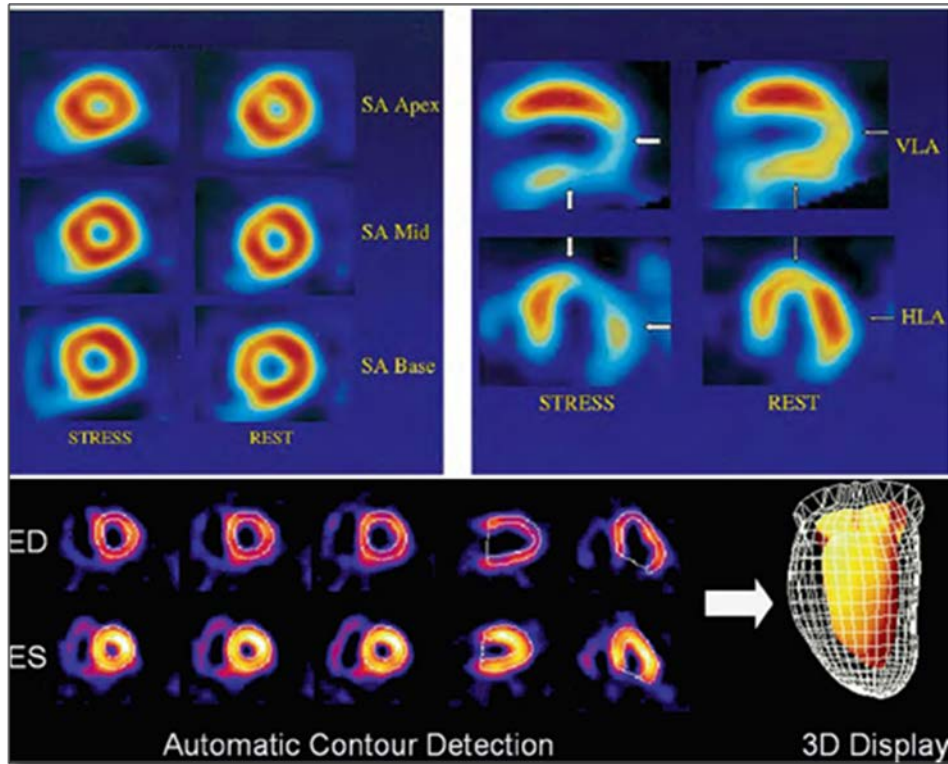 SA Apex
SA Mid
SA Base
STRESS REST
VLA
HLA
STRESS REST
ED
ES
Automatic Contour Detection
3D Display